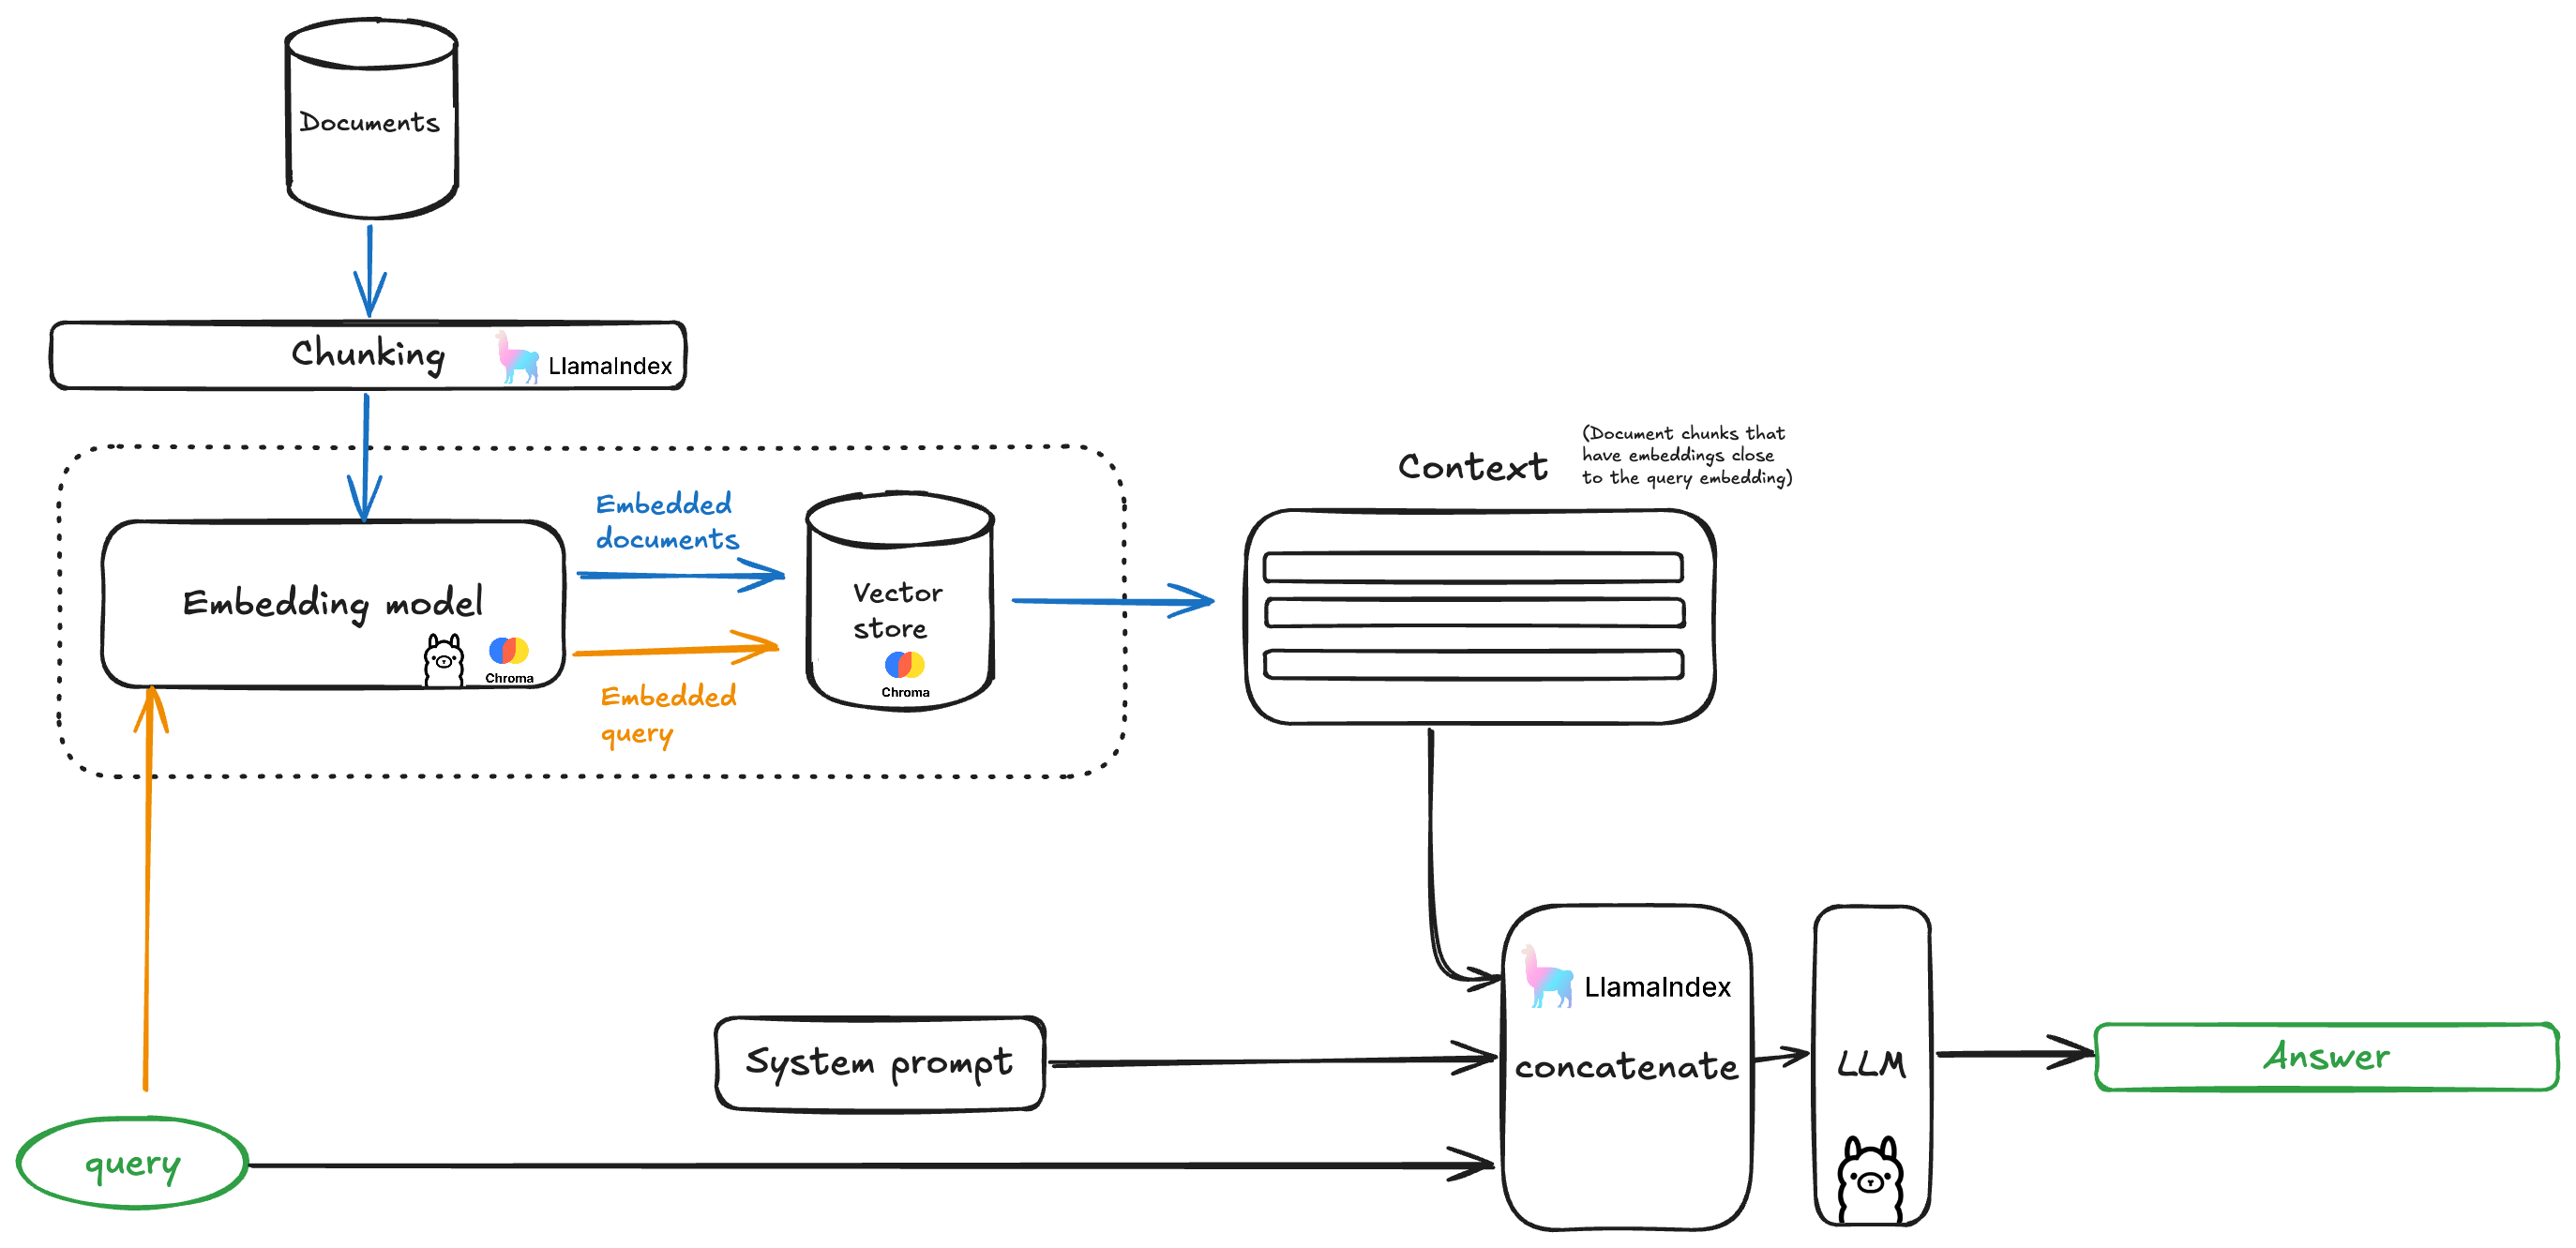 Documents
Chunking
LlamaIndex
Embedding model
Chroma
Embedded
documents
Embedded
query
Vector
store
Chroma
Context
(Document chunks that
have embeddings close
to the query embedding)
LlamaIndex
concatenate
System prompt
query
LLM
Answer